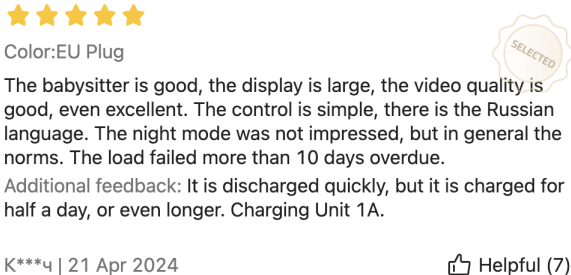 Color:EU Plug
SELECTED
The babysitter is good, the display is large, the video quality is
good, even excellent. The control is simple, there is the Russian
language. The night mode was not impressed, but in general the
norms. The load failed more than 10 days overdue.
Additional feedback: It is discharged quickly, but it is charged for
half a day, or even longer. Charging Unit 1A.
K***ч | 21 Apr 2024
Helpful (7)